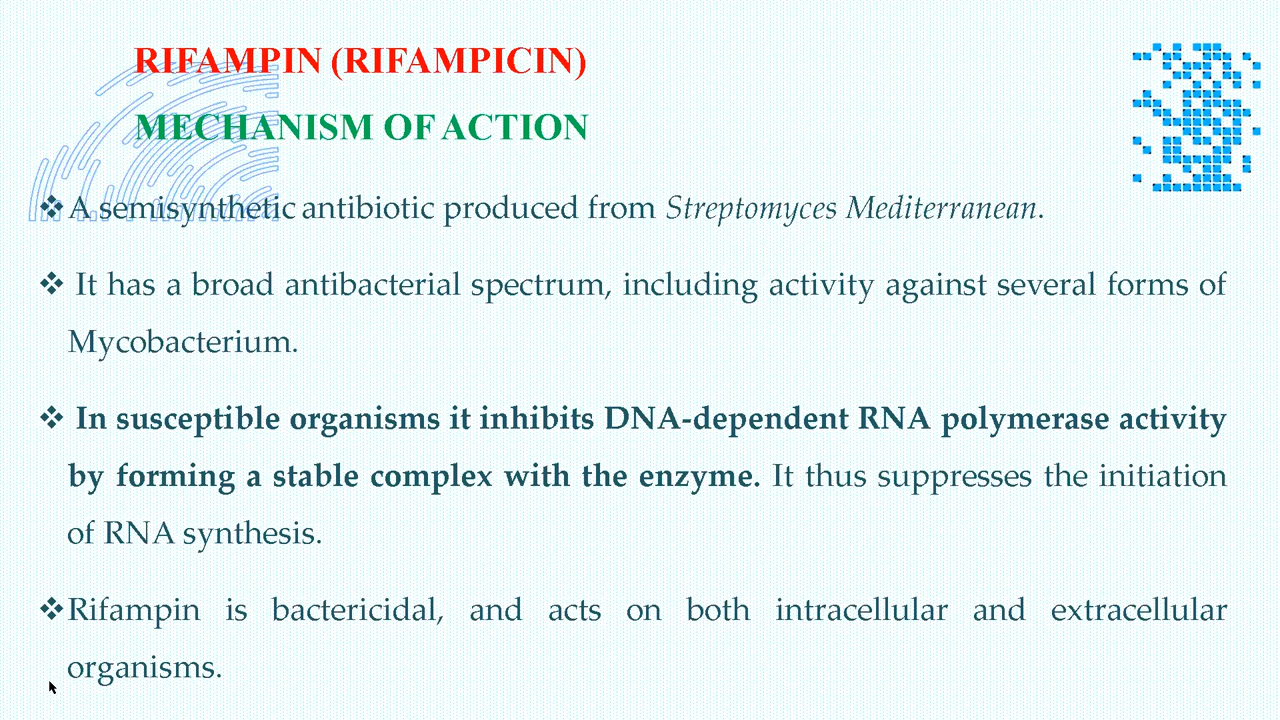 RIFAMPIN (RIFAMPICIN)
MECHANISM OF ACTION
❖ A semisynthetic antibiotic produced from Streptomyces Mediterranean.
❖ It has a broad antibacterial spectrum, including activity against several forms of
Mycobacterium.
❖ In susceptible organisms it inhibits DNA-dependent RNA polymerase activity
by forming a stable complex with the enzyme. It thus suppresses the initiation
of RNA synthesis.
❖ Rifampin is bactericidal, and acts on both intracellular and extracellular
organisms.